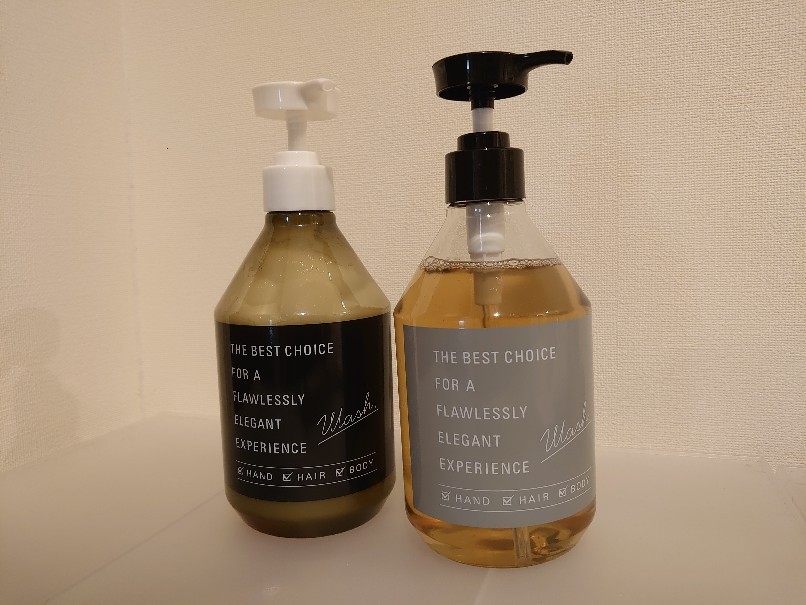 THE BEST CHOICE
FOR A
FLAWLESSLY
ELEGANT
EXPERIENCE
Wash
HAND HAIR BODY
THE BEST CHOICE
FOR A
FLAWLESSLY
ELEGANT
EXPERIENCE
Wash
HAND HAIR BODY